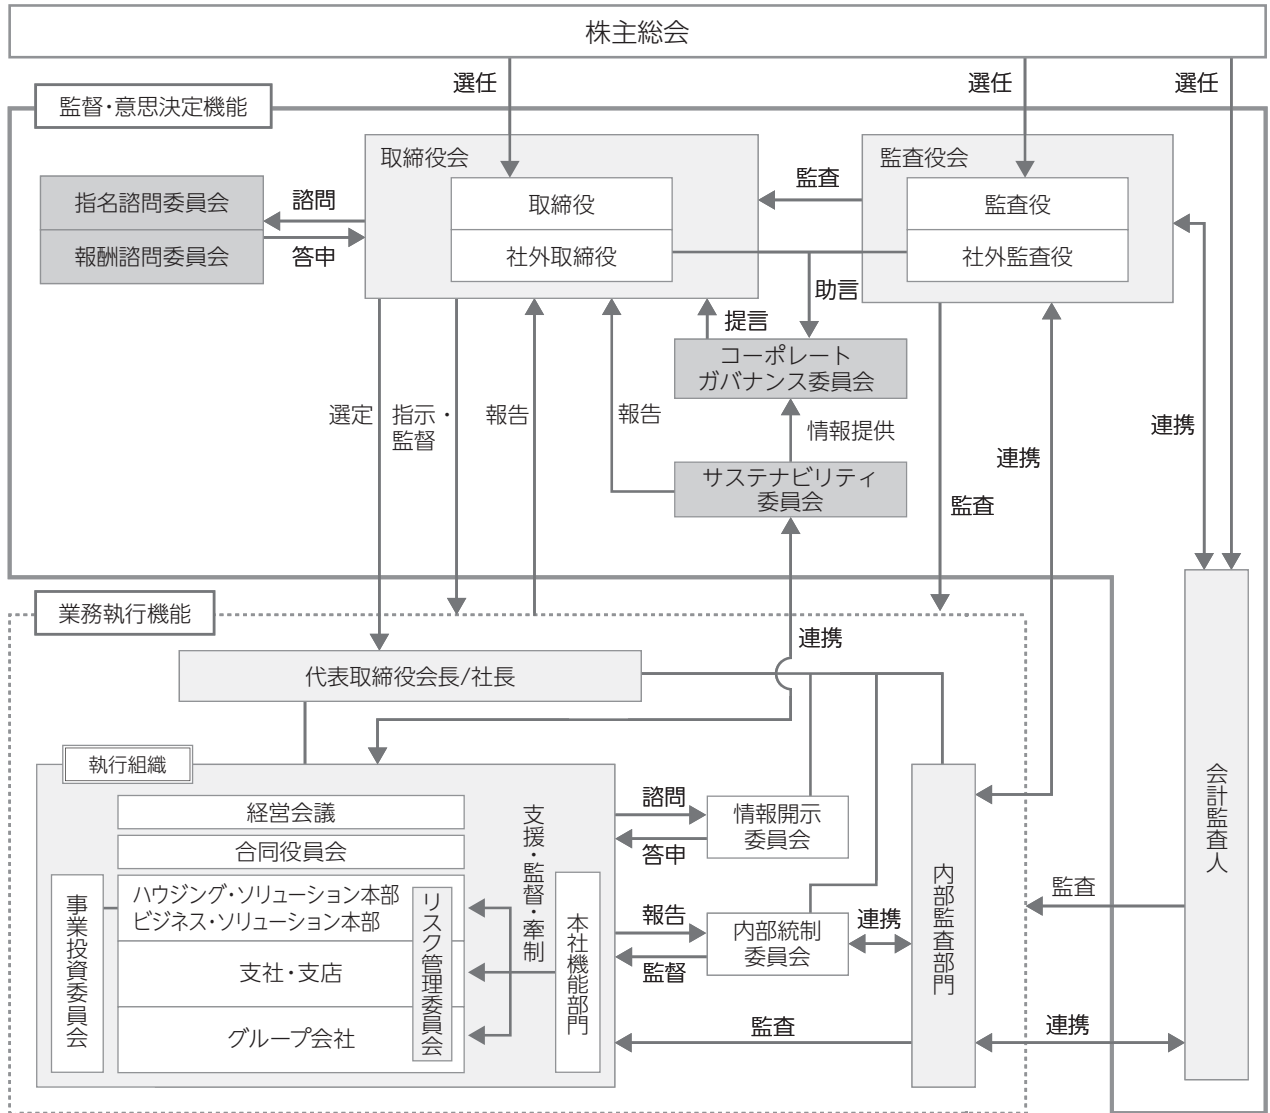 株主総会
選任
選任
選任
監督・意思決定機能
取締役会
監査役会
指名諮問委員会
報酬諮問委員会
諮問
答申
取締役
社外取締役
監査
監査役
社外監査役
助言
提言
コーポレート
ガバナンス委員会
選定
指示・
監督
報告
報告
情報提供
連携
連携
サステナビリティ
委員会
監査
業務執行機能
連携
代表取締役会長/社長
執行組織
経営会議
合同役員会
事業投資委員会
ハウジング・ソリューション本部
ビジネス・ソリューション本部
支社・支店
グループ会社
リスク管理委員会
支援・監督・牽制
本社機能部門
諮問
答申
情報開示
委員会
報告
監督
内部統制
委員会
連携
内部監査部門
監査
監査
連携
会計監査人